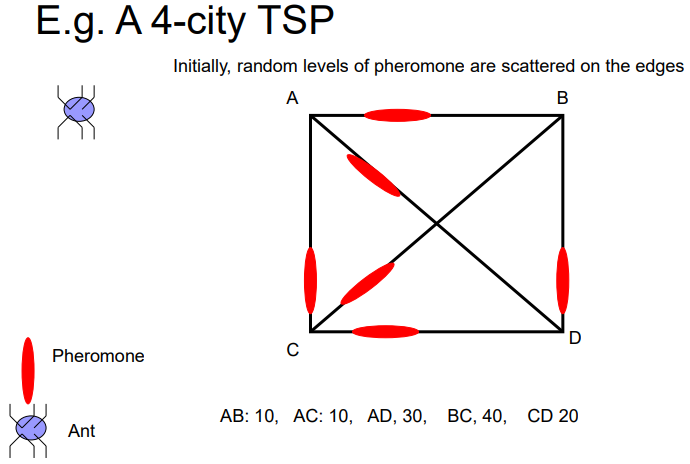 E.g. A 4-city TSP
Initially, random levels of pheromone are scattered on the edges
A
B
C
D
Pheromone
AB: 10, AC: 10, AD, 30, BC, 40, CD 20
Ant